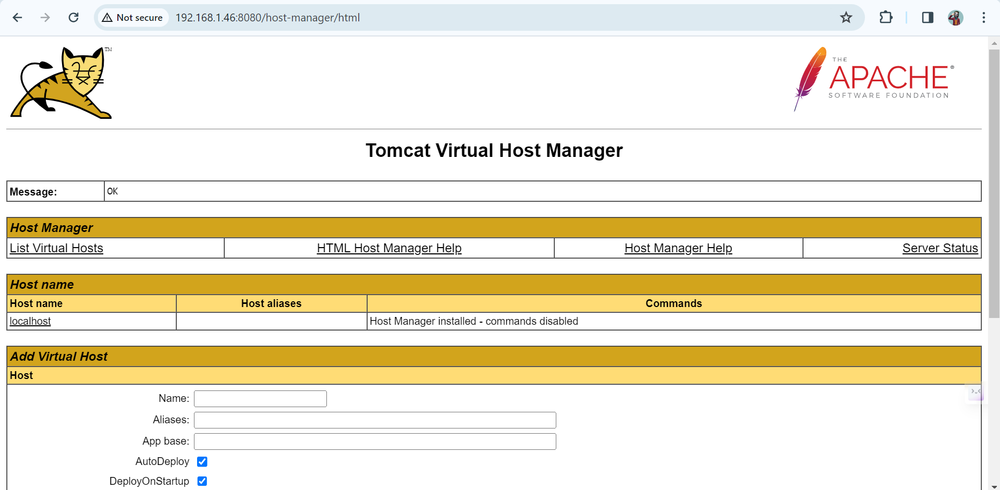 Not secure 192.168.1.46:8080/host-manager/html
TM
THE
APACHE®
SOFTWARE FOUNDATION
Tomcat Virtual Host Manager
Message: OK
Host Manager
List Virtual Hosts HTML Host Manager Help Host Manager Help Server Status
Host name
Host name Host aliases Commands
localhost Host Manager installed - commands disabled
Add Virtual Host
Host
Name:
Aliases:
App base:
AutoDeploy
DeployOnStartup